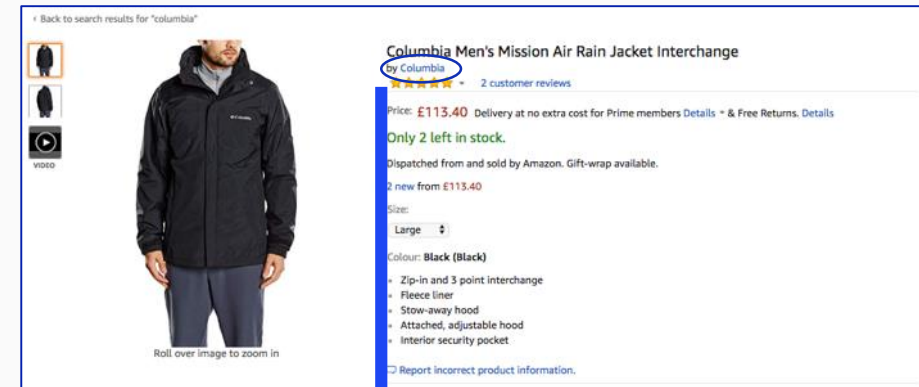 ‹ Back to search results for "columbia"
Columbia Men's Mission Air Rain Jacket Interchange
by Columbia
2 customer reviews
Price: £113.40 Delivery at no extra cost for Prime members Details & Free Returns. Details
Only 2 left in stock.
Dispatched from and sold by Amazon. Gift-wrap available.
2 new from £113.40
Size:
Large
Colour: Black (Black)
Zip-in and 3 point interchange
Fleece liner
Stow-away hood
Attached, adjustable hood
Interior security pocket
Report incorrect product information.
VIDEO
Columbia
Roll over image to zoom in